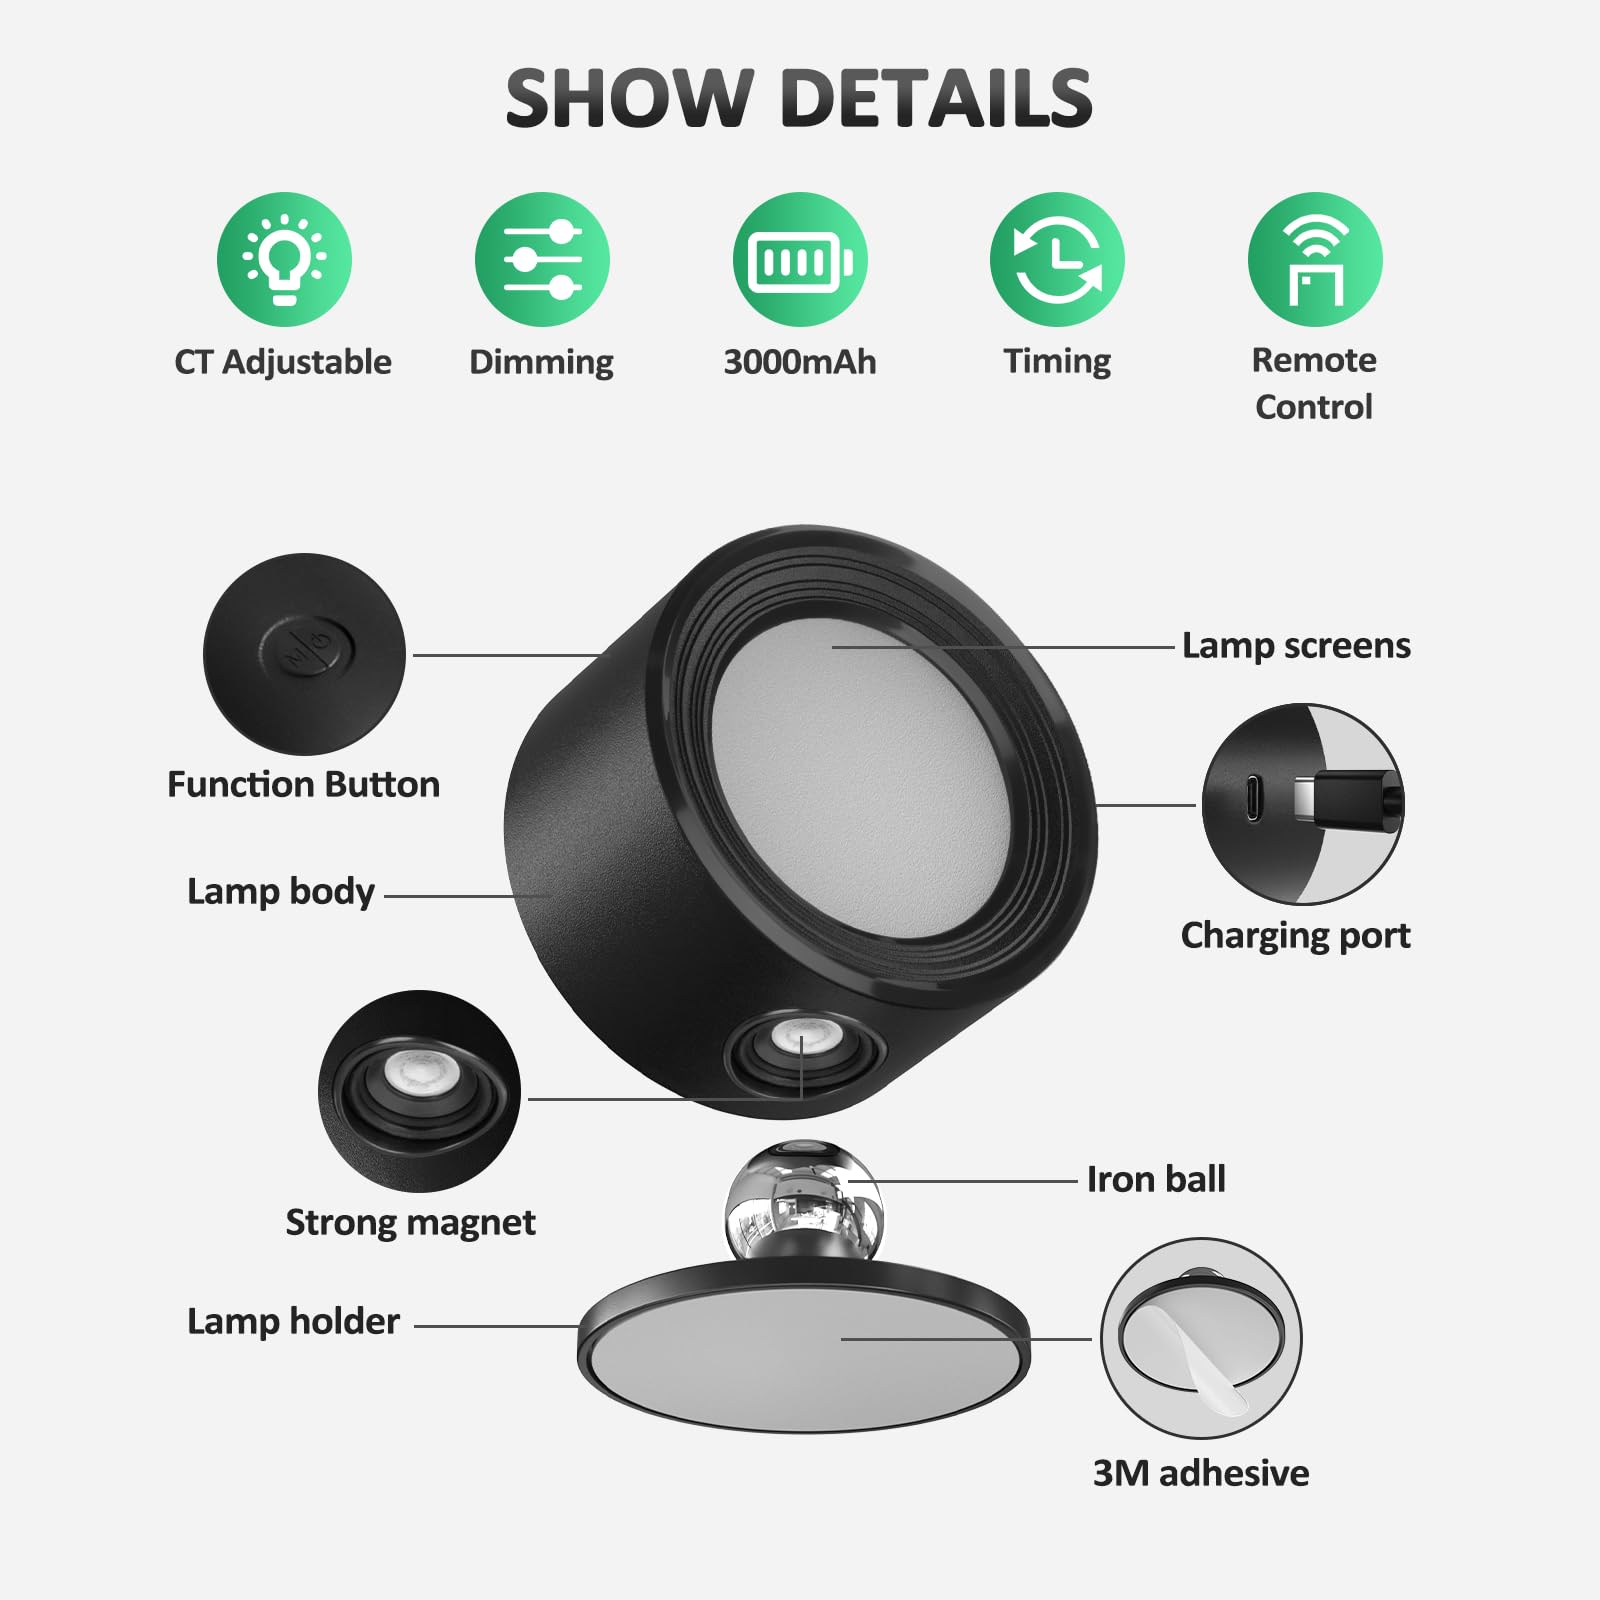 SHOW DETAILS
CT Adjustable
Dimming
3000mAh
Timing
Remote
Control
M
Function Button
Lamp screens
Lamp body
Charging port
Strong magnet
Iron ball
Lamp holder
3M adhesive